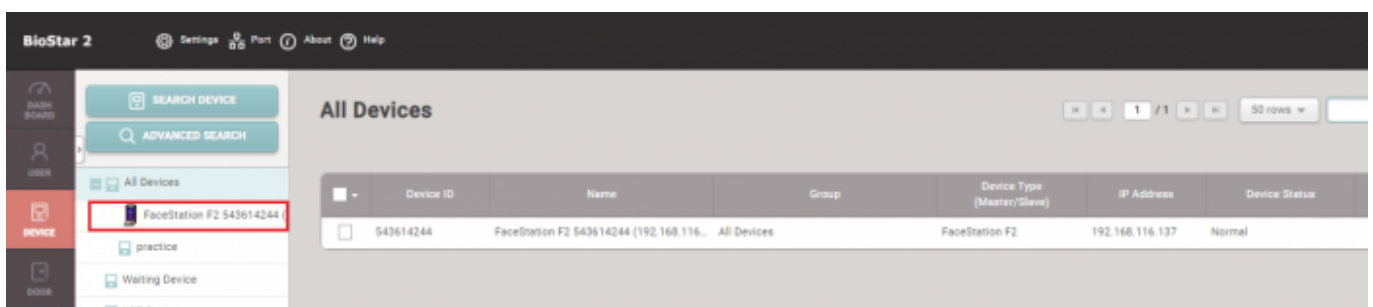 BioStar 2
Settings Port About Help
DASH
BOARD
USER
DEVICE
DOOR
SEARCH DEVICE
ADVANCED SEARCH
All Devices
FaceStation F2 543614244 (
practice
Waiting Device
All Devices
1 / 1 50 rows
Device ID Name Group Device Type (Master/Slave) IP Address Device Status
543614244 FaceStation F2 543614244 (192.168.116... All Devices FaceStation F2 192.168.116.137 Normal